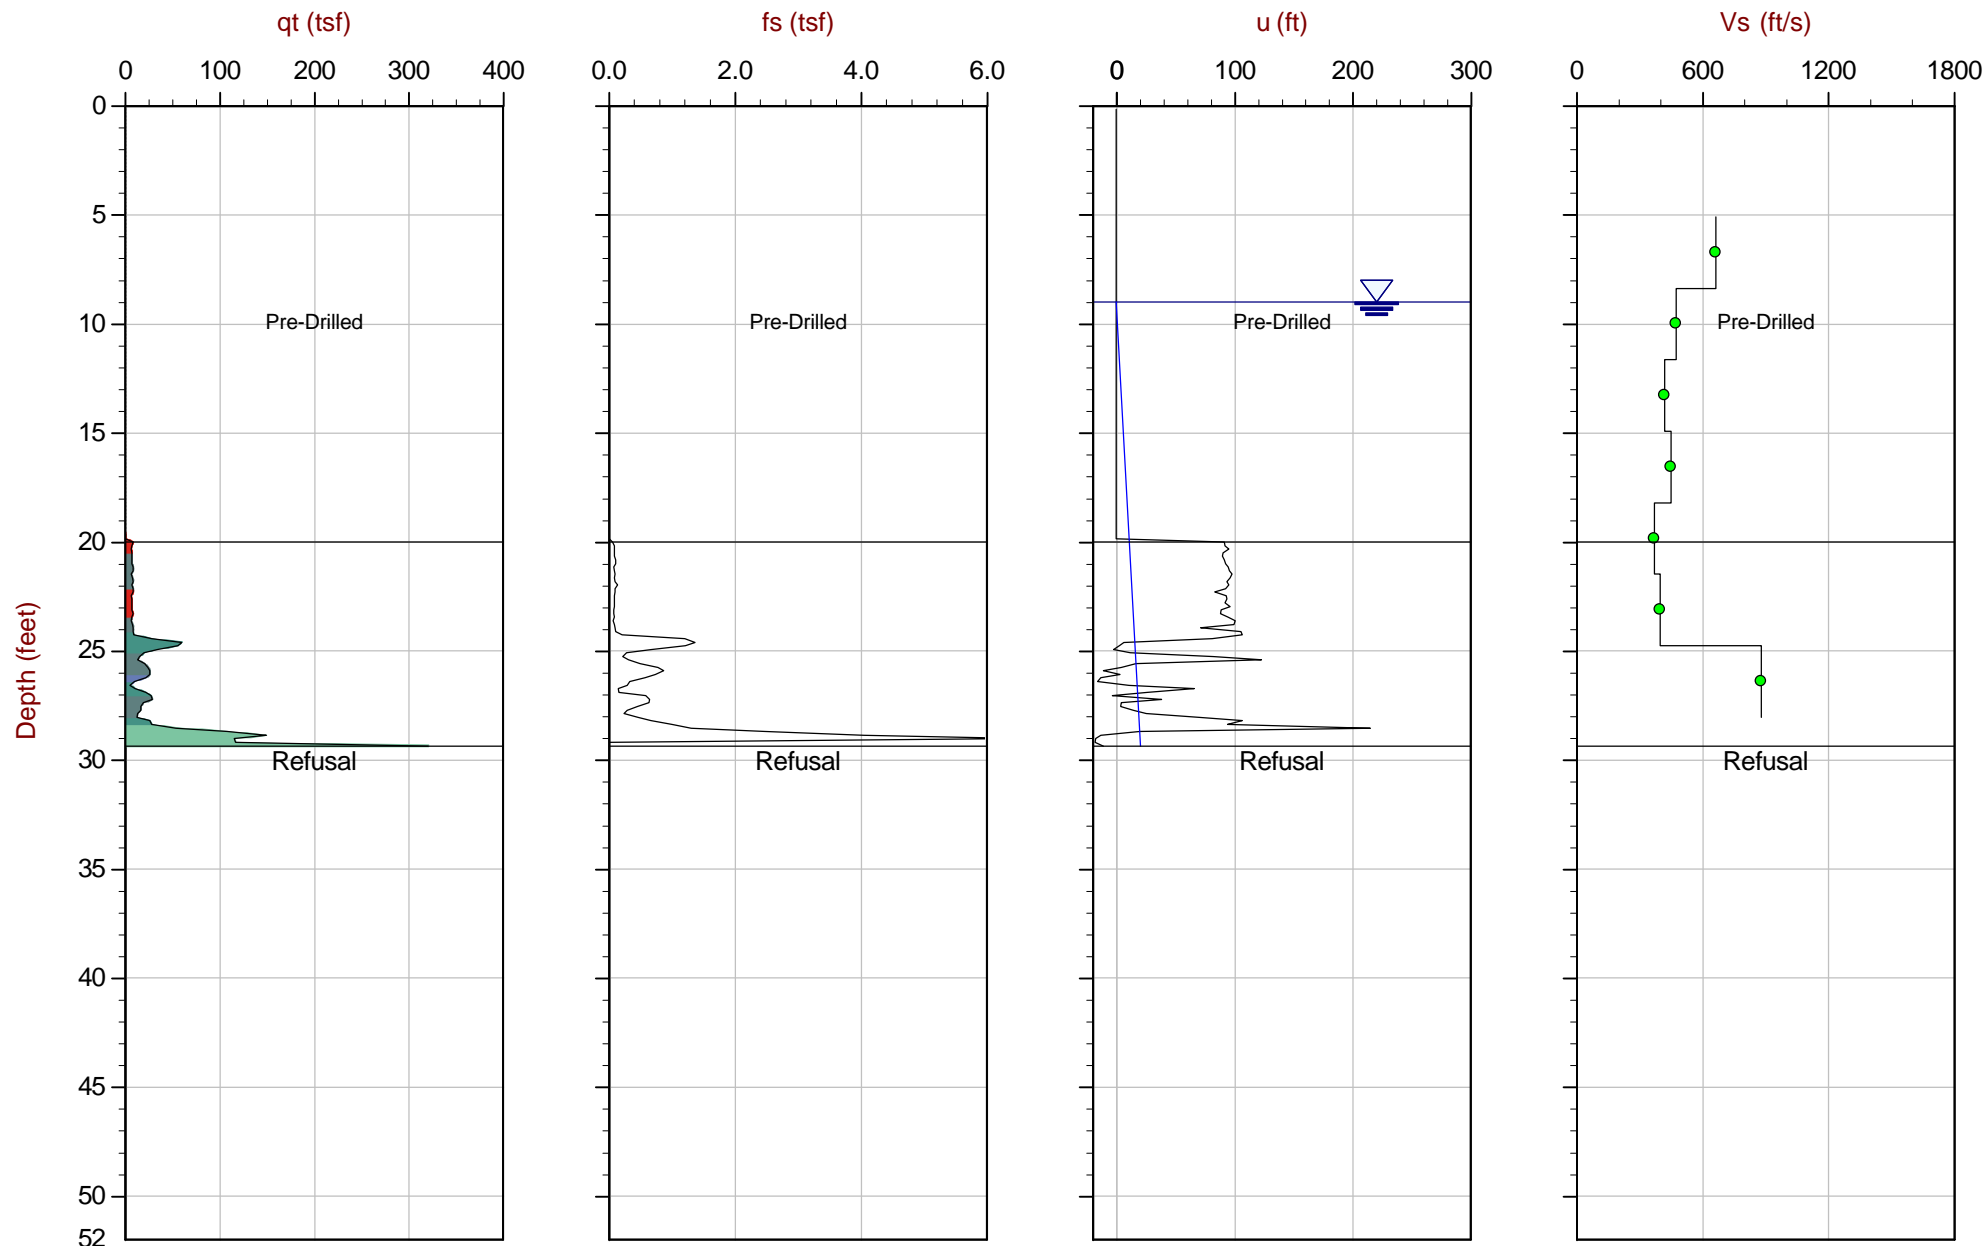 qt (tsf) fs (tsf) u (ft) Vs (ft/s)
0 100 200 300 400 0.0 2.0 4.0 6.0 0 100 200 300 0 600 1200 1800
0
5
10 Pre-Drilled Pre-Drilled Pre-Drilled Pre-Drilled
15
20
25
Depth (feet)
30 Refusal Refusal Refusal Refusal
35
40
45
50
52